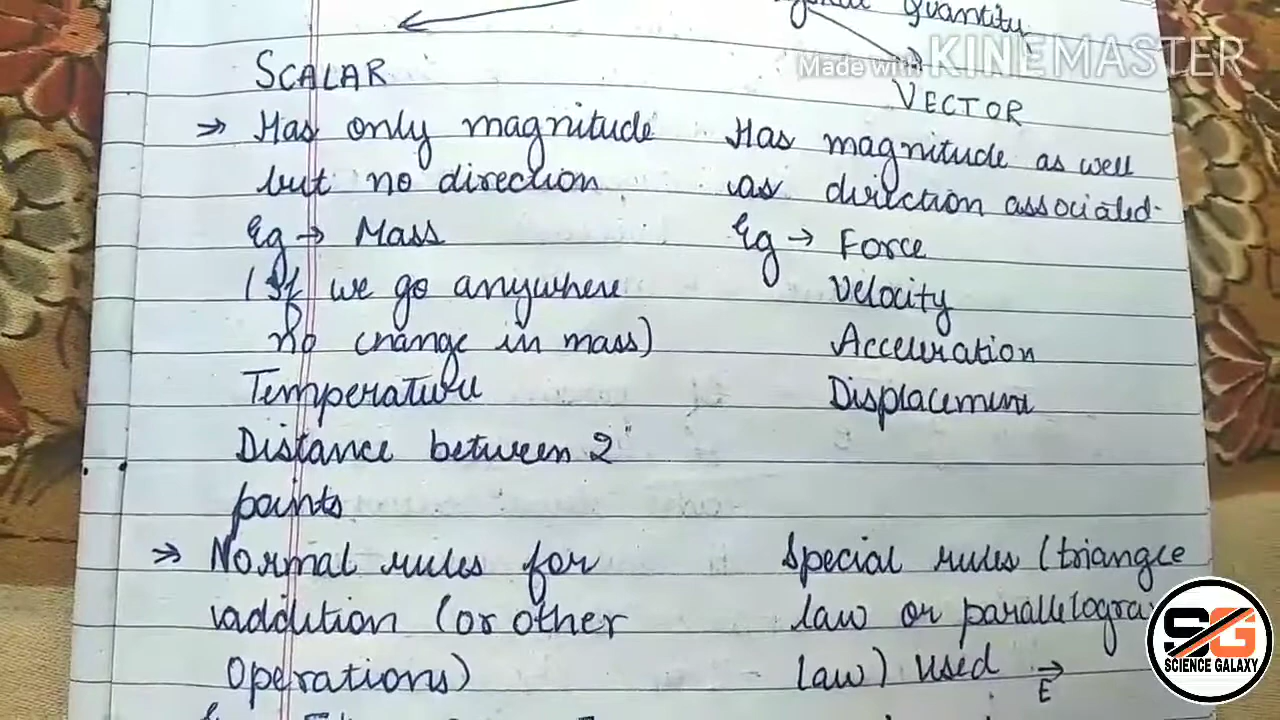 Quantity
Made with KINEMASTER
SCALAR
VECTOR
⇒ Has only magnitude
but no direction
Eg → Mass
(If we go anywhere
no change in mass)
Temperature
Distance between 2
points
Has magnitude as well
as direction associated.
Eg → Force
Velocity
Acceleration
Displacement
⇒ Normal rules for
addition (or other
operations)
Special rules (triangle
law or parallelogra
law) used
E
SG
SCIENCE GALAXY